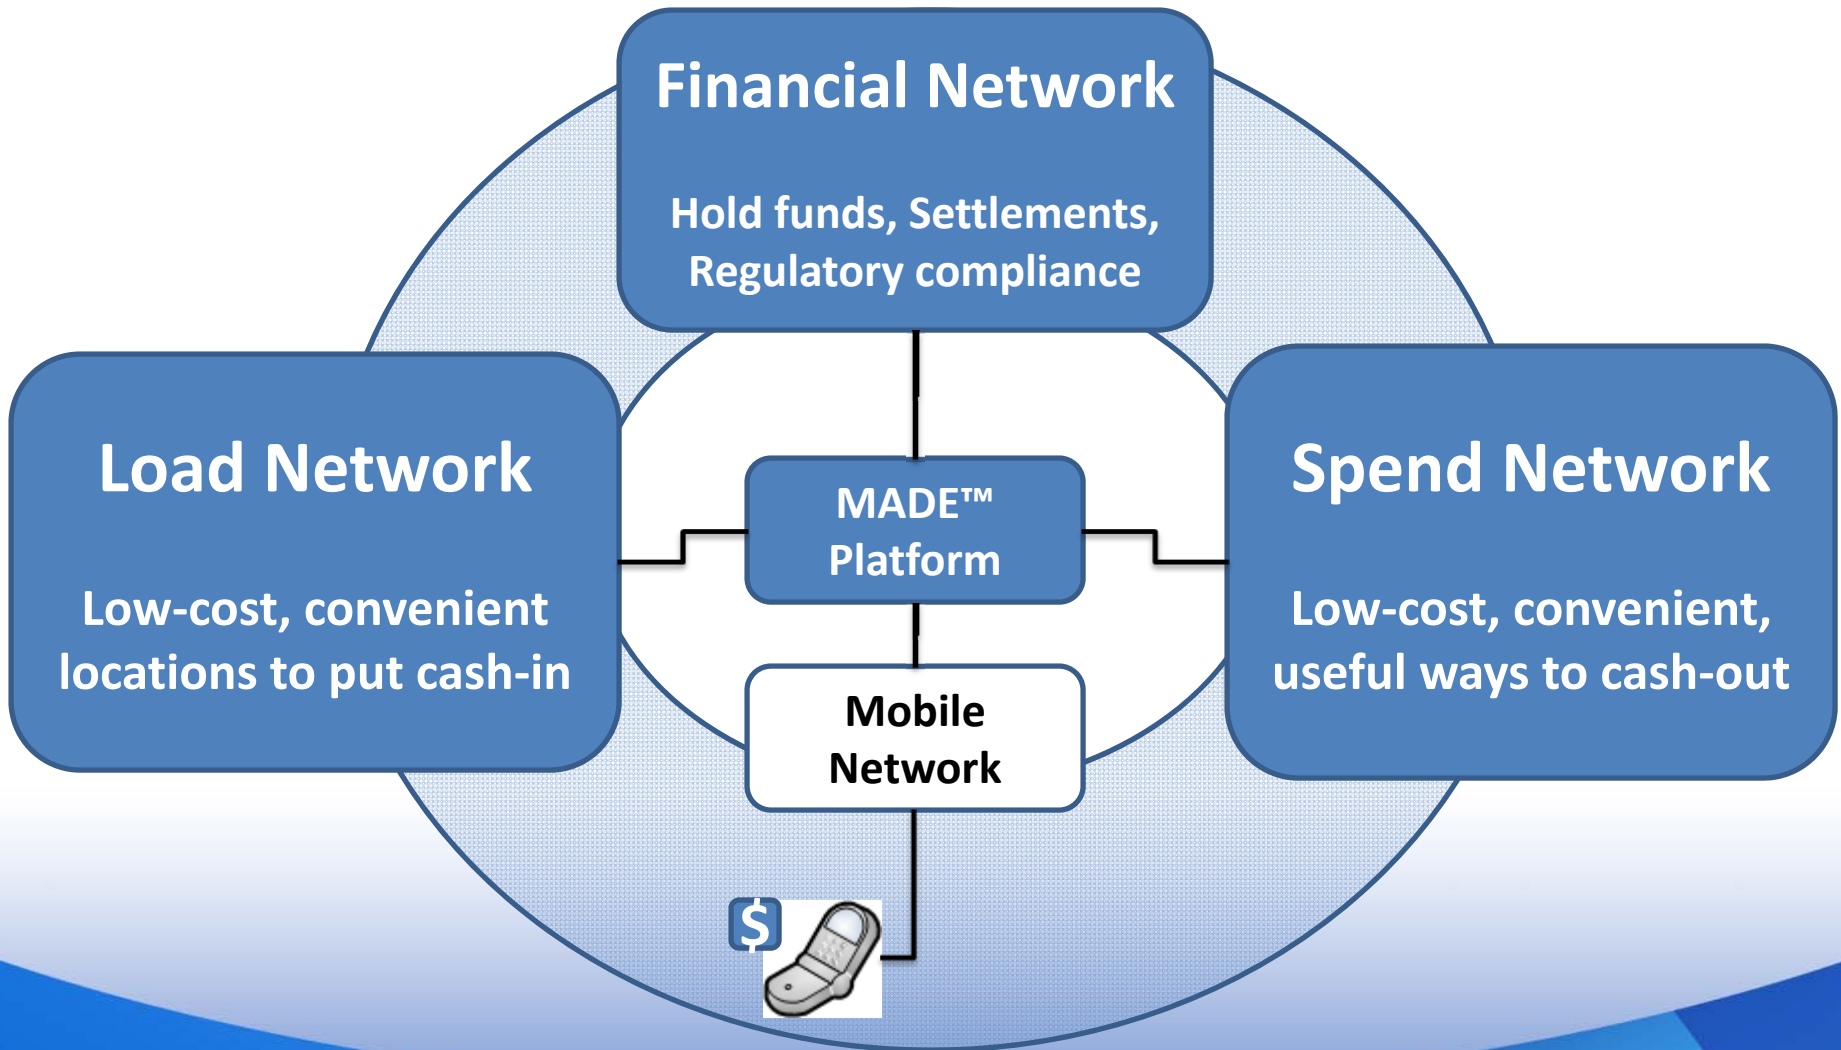 Financial Network
Hold funds, Settlements,
Regulatory compliance
Load Network
Low-cost, convenient
locations to put cash-in
MADE™
Platform
Spend Network
Low-cost, convenient,
useful ways to cash-out
Mobile
Network
$